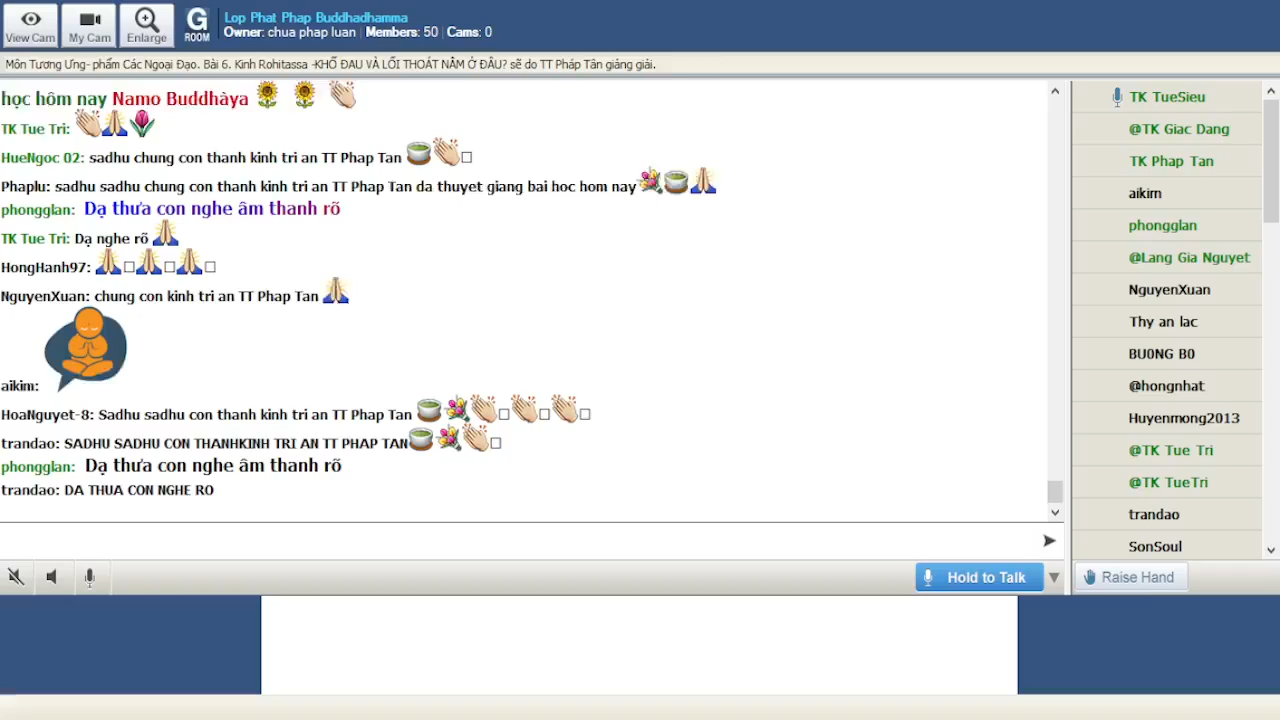 View Cam
My Cam
Enlarge
G
ROOM
Lop Phat Phap Buddhadhamma
Owner: chua phap luan | Members: 50 | Cams: 0
Môn Tương Ưng- phẩm Các Ngoại Đạo. Bài 6. Kinh Rohitassa -KHỔ ĐAU VÀ LỐI THOÁT NẰM Ở ĐÂU? sẽ do TT Pháp Tân giảng giải.
học hôm nay Namo Buddhàya
TK Tue Tri:
HueNgoc 02: sadhu chung con thanh kinh tri an TT Phap Tan
Phaplu: sadhu sadhu chung con thanh kinh tri an TT Phap Tan da thuyet giang bai hoc hom nay
phongglan: Dạ thưa con nghe âm thanh rõ
TK Tue Tri: Dạ nghe rõ
HongHanh97:
NguyenXuan: chung con kinh tri an TT Phap Tan
aikim:
HoaNguyet-8: Sadhu sadhu con thanh kinh tri an TT Phap Tan
trandao: SADHU SADHU CON THANHKINH TRI AN TT PHAP TAN
phongglan: Dạ thưa con nghe âm thanh rõ
trandao: DA THUA CON NGHE RO
Hold to Talk
TK TueSieu
@TK Giac Dang
TK Phap Tan
aikim
phongglan
@Lang Gia Nguyet
NguyenXuan
Thy an lac
BU0NG B0
@hongnhat
Huyenmong2013
@TK Tue Tri
@TK TueTri
trandao
SonSoul
Raise Hand